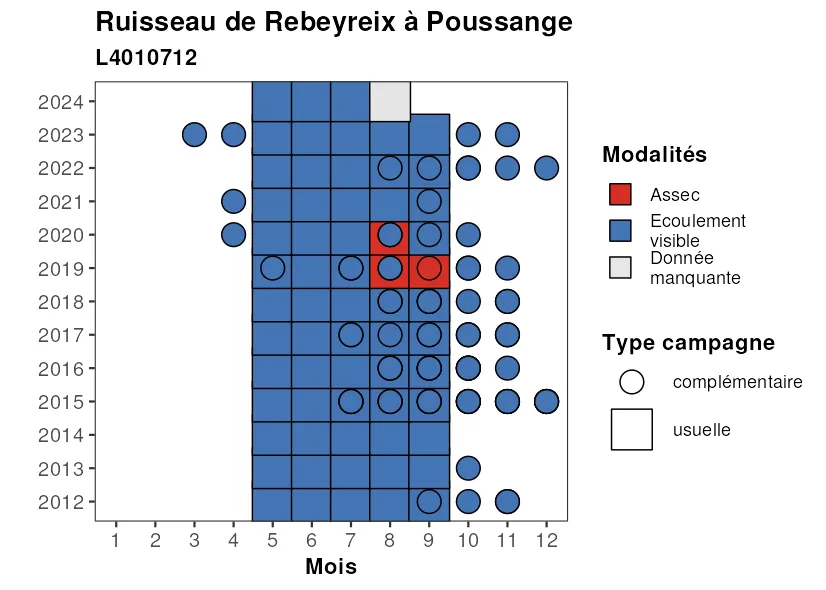 Ruisseau de Rebeyreix à Poussange
L4010712
2024
2023
2022
2021
2020
2019
2018
2017
2016
2015
2014
2013
2012
1 2 3 4 5 6 7 8 9 10 11 12
Mois
Modalités
Assec
Ecoulement
visible
Donnée
manquante
Type campagne
complémentaire
usuelle